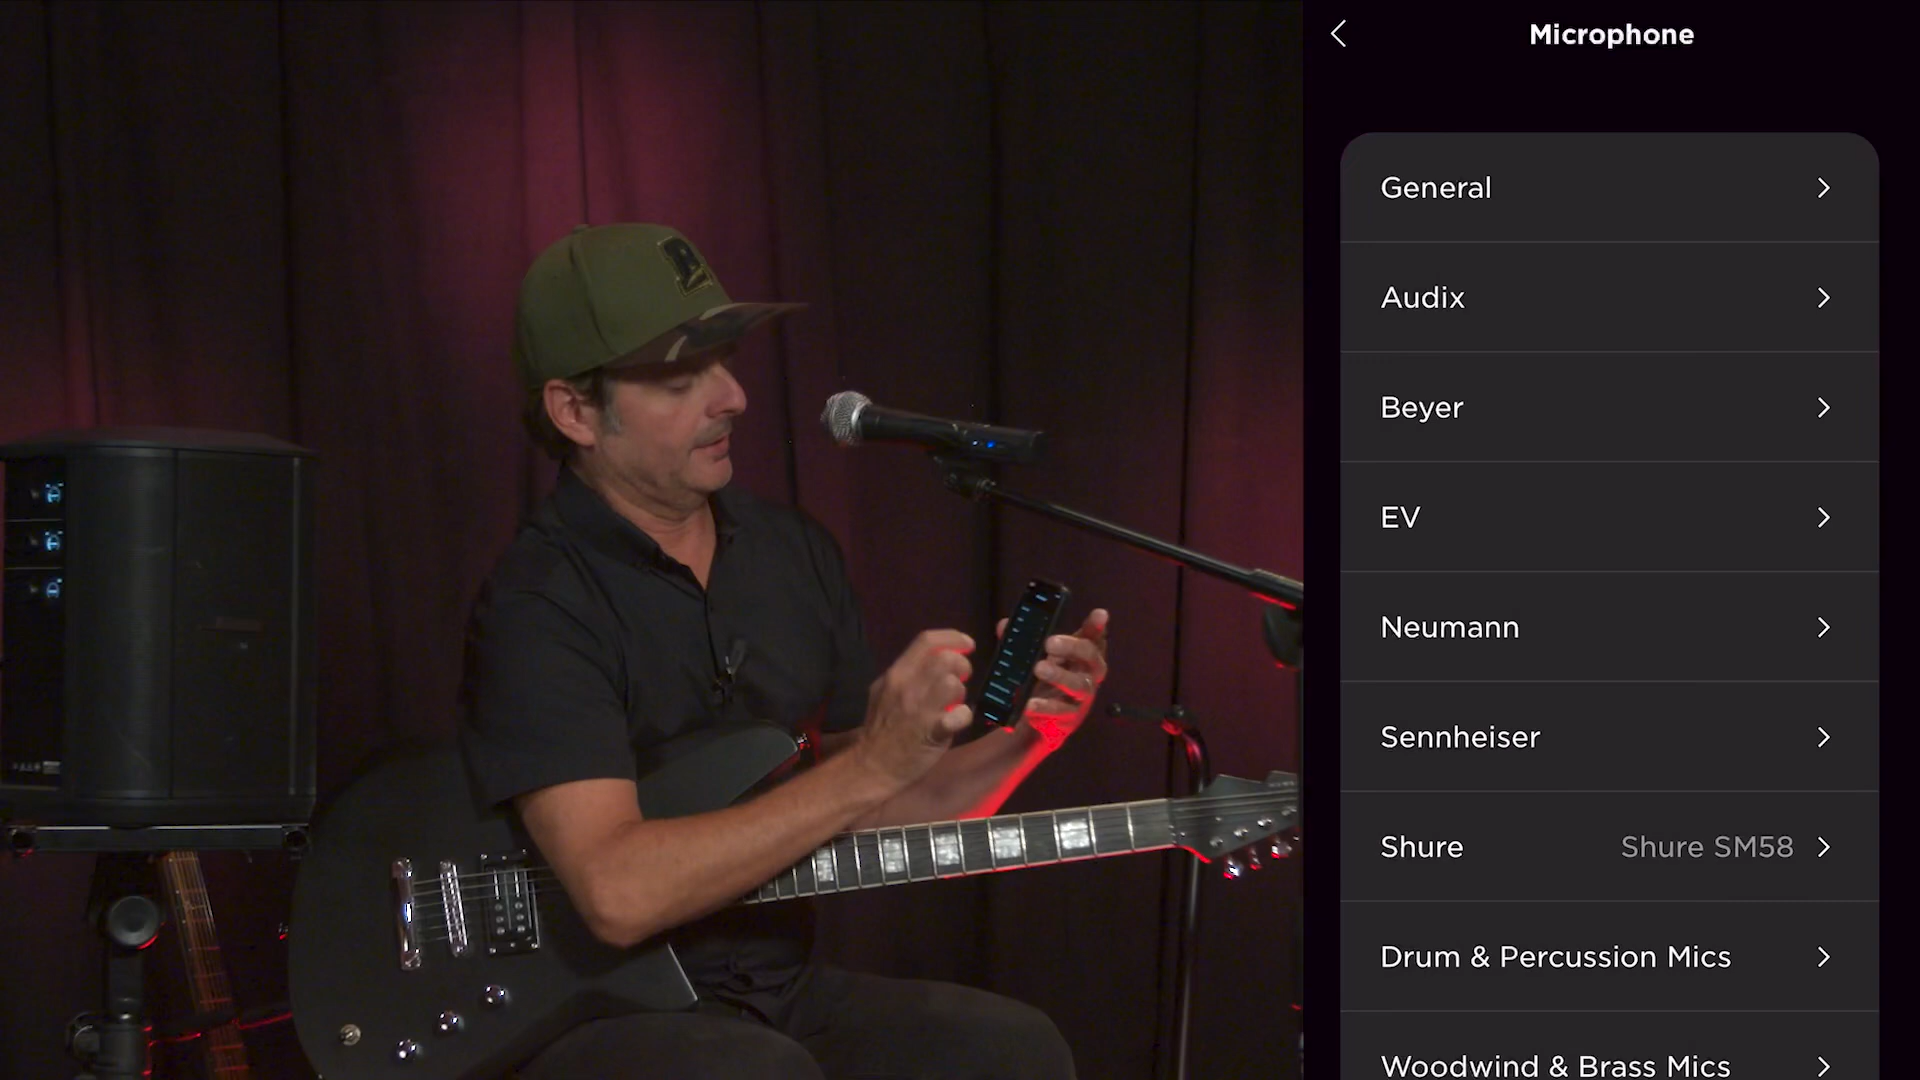 Microphone
General
Audix
Beyer
EV
Neumann
Sennheiser
Shure Shure SM58
Drum & Percussion Mics
Woodwind & Brass Mics